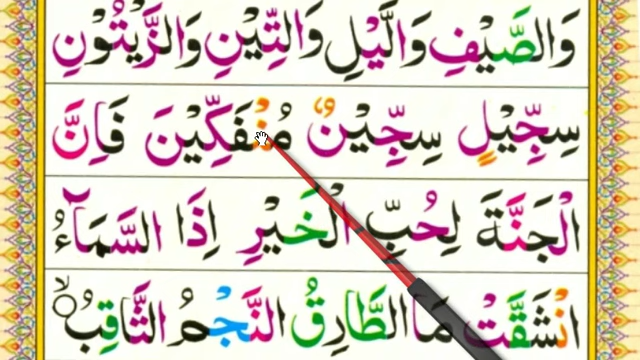 وَالصَّيْفِ وَالَّيْلِ وَالتِّيْنِ وَالزَّيْتُوْنِ
سِجِّيْلٍ سِجِّيْنٌ مُنْفَكِّيْنَ فَاِنَّ
الْجَنَّةَ لِحُبِّ الْخَيْرِ اِذَا السَّمَآءُ
انْشَقَّتْ مَا الطَّارِقُ النَّجْمُ الثَّاقِبُ ۙ